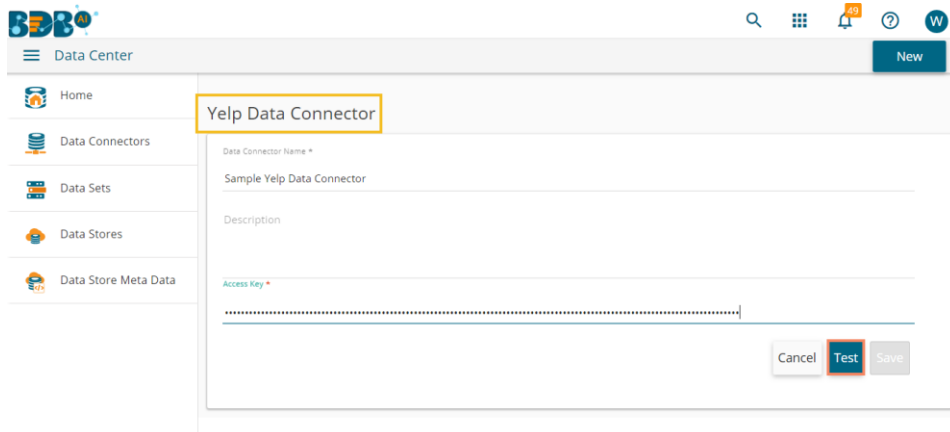 BDB AI
49
W
Data Center
New
Home
Data Connectors
Data Sets
Data Stores
Data Store Meta Data
Yelp Data Connector
Data Connector Name *
Sample Yelp Data Connector
Description
Access Key *
Cancel
Test
Save